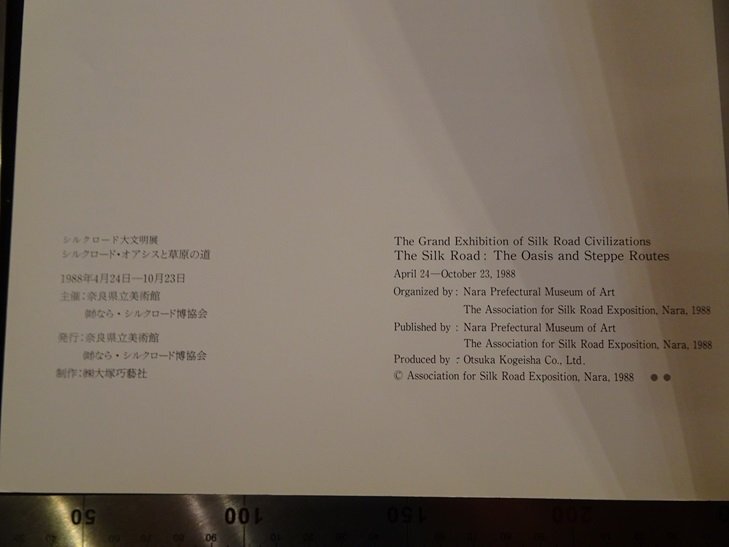 シルクロード大文明展
シルクロード・オアシスと草原の道
1988年4月24日—10月23日
主催:奈良県立美術館
㈶なら・シルクロード博協会
発行:奈良県立美術館
㈶なら・シルクロード博協会
制作:㈱大塚巧藝社
The Grand Exhibition of Silk Road Civilizations
The Silk Road: The Oasis and Steppe Routes
April 24—October 23, 1988
Organized by: Nara Prefectural Museum of Art
The Association for Silk Road Exposition, Nara, 1988
Published by: Nara Prefectural Museum of Art
The Association for Silk Road Exposition, Nara, 1988
Produced by: Otsuka Kogeisha Co., Ltd.
© Association for Silk Road Exposition, Nara, 1988 ●●
50 100 150 200